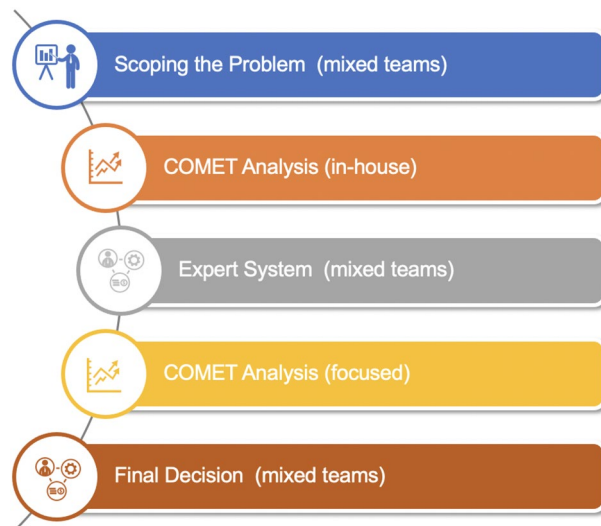 Scoping the Problem (mixed teams)
COMET Analysis (in-house)
Expert System (mixed teams)
COMET Analysis (focused)
Final Decision (mixed teams)